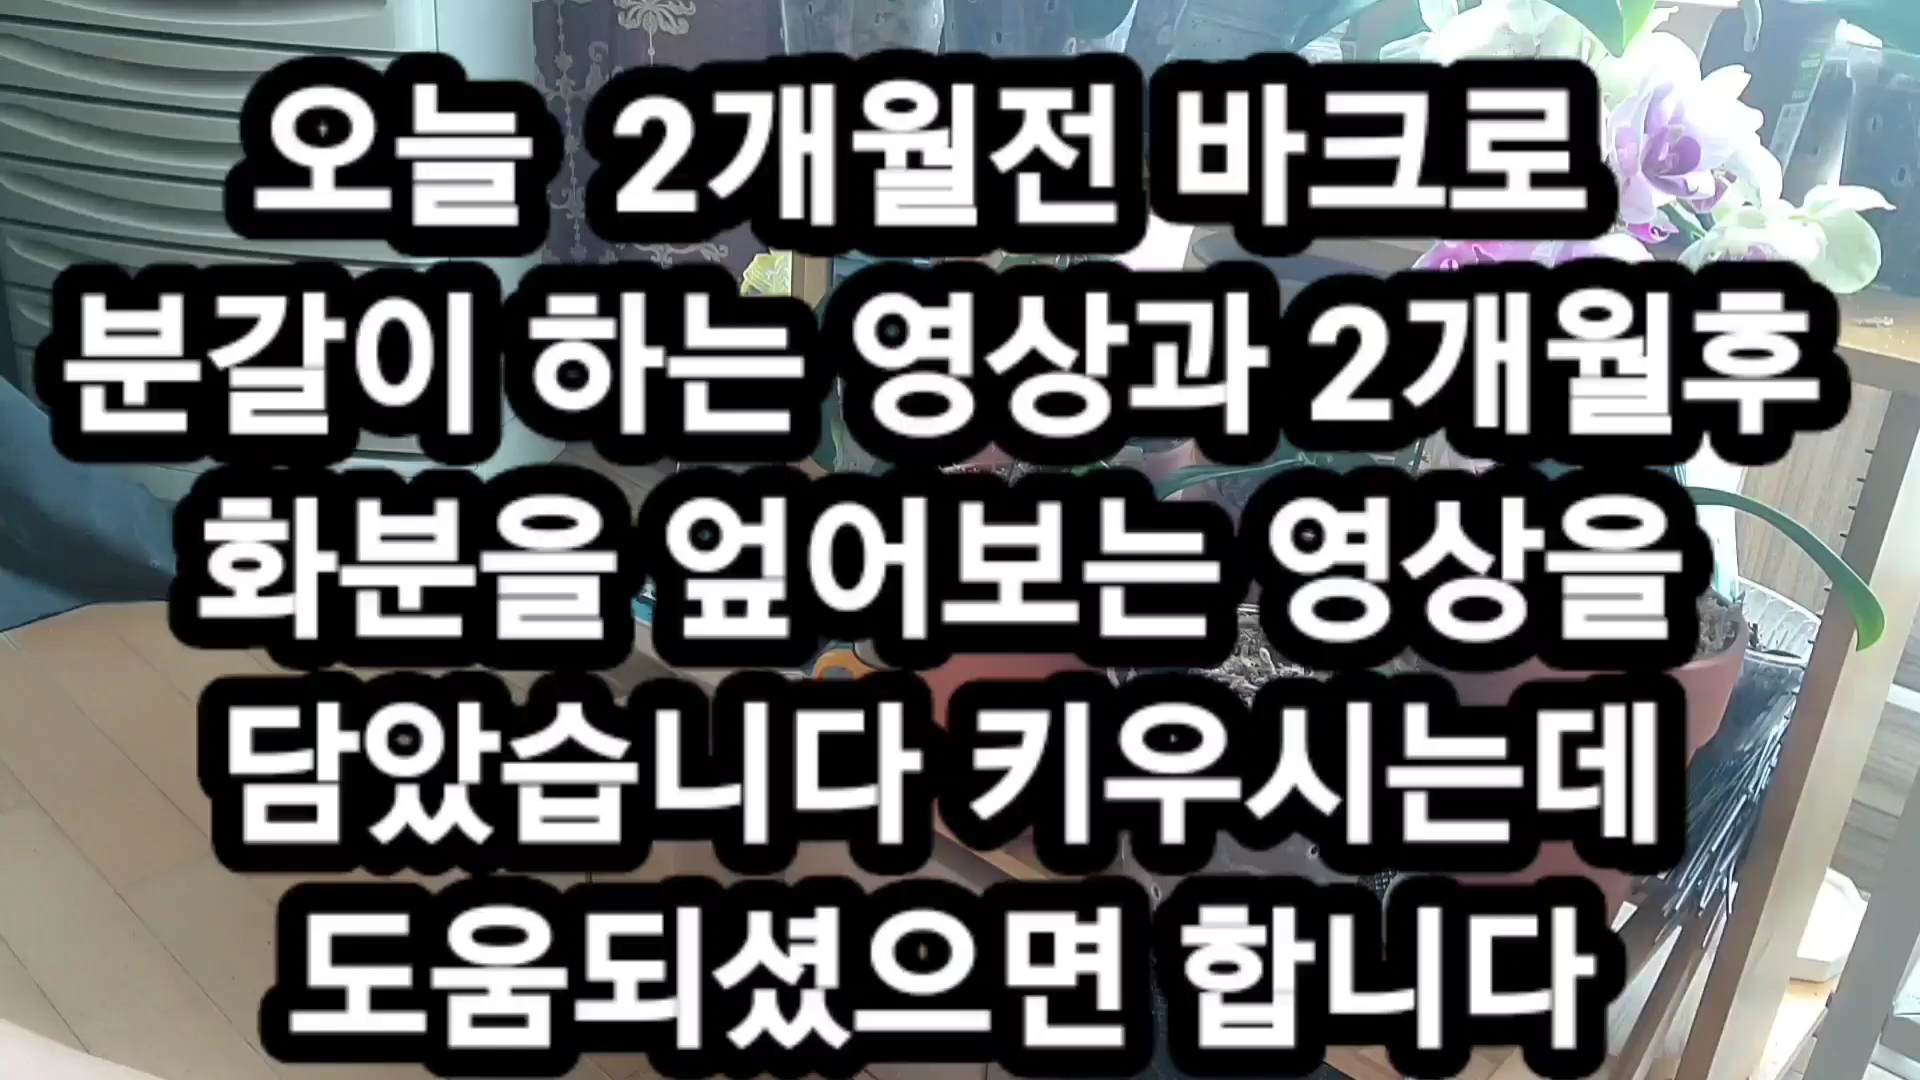 오늘 2개월전 바크로
분갈이 하는 영상과 2개월후
화분을 엎어보는 영상을
담았습니다 키우시는데
도움되셨으면 합니다